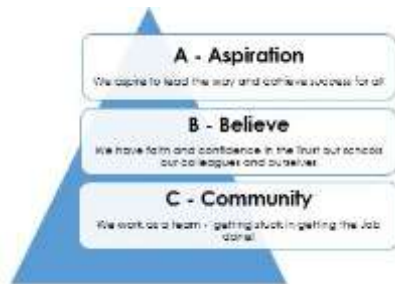 A - Aspiration
We aspire to lead the way and achieve success for all
B - Believe
We have faith and confidence in the Trust our schools
our colleagues and ourselves
C - Community
We work as a team - getting stuck in getting the Job
done!